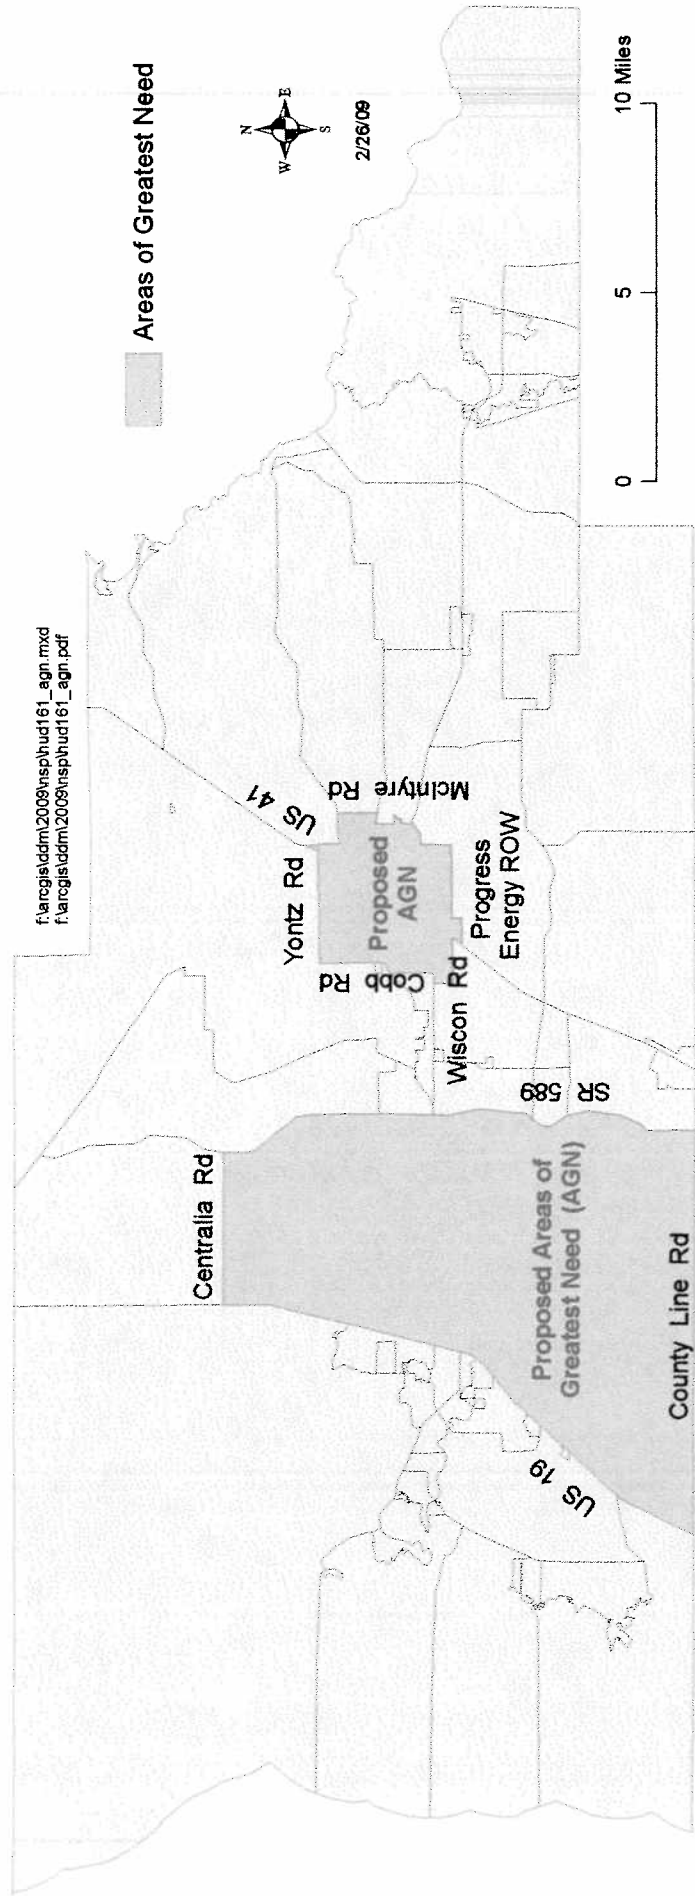 f:\arcgis\ddm\2009\nsp\hud161_agn.mxd
f:\arcgis\ddm\2009\nsp\hud161_agn.pdf
Areas of Greatest Need
N
W
E
S
2/26/09
Centralia Rd
Yontz Rd
US 41
Cobb Rd
Proposed
AGN
McIntyre Rd
Wiscon Rd
Progress
Energy ROW
SR 589
US 19
Proposed Areas of
Greatest Need (AGN)
County Line Rd
0
5
10 Miles